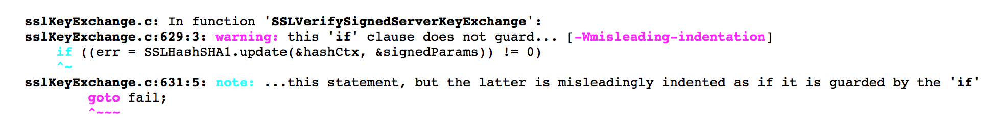 sslKeyExchange.c: In function 'SSLVerifySignedServerKeyExchange':
sslKeyExchange.c:629:3: warning: this 'if' clause does not guard... [-Wmisleading-indentation]
    if ((err = SSLHashSHA1.update(&hashCtx, &signedParams)) != 0)
    ^~
sslKeyExchange.c:631:5: note: ...this statement, but the latter is misleadingly indented as if it is guarded by the 'if'
        goto fail;
        ^~~~